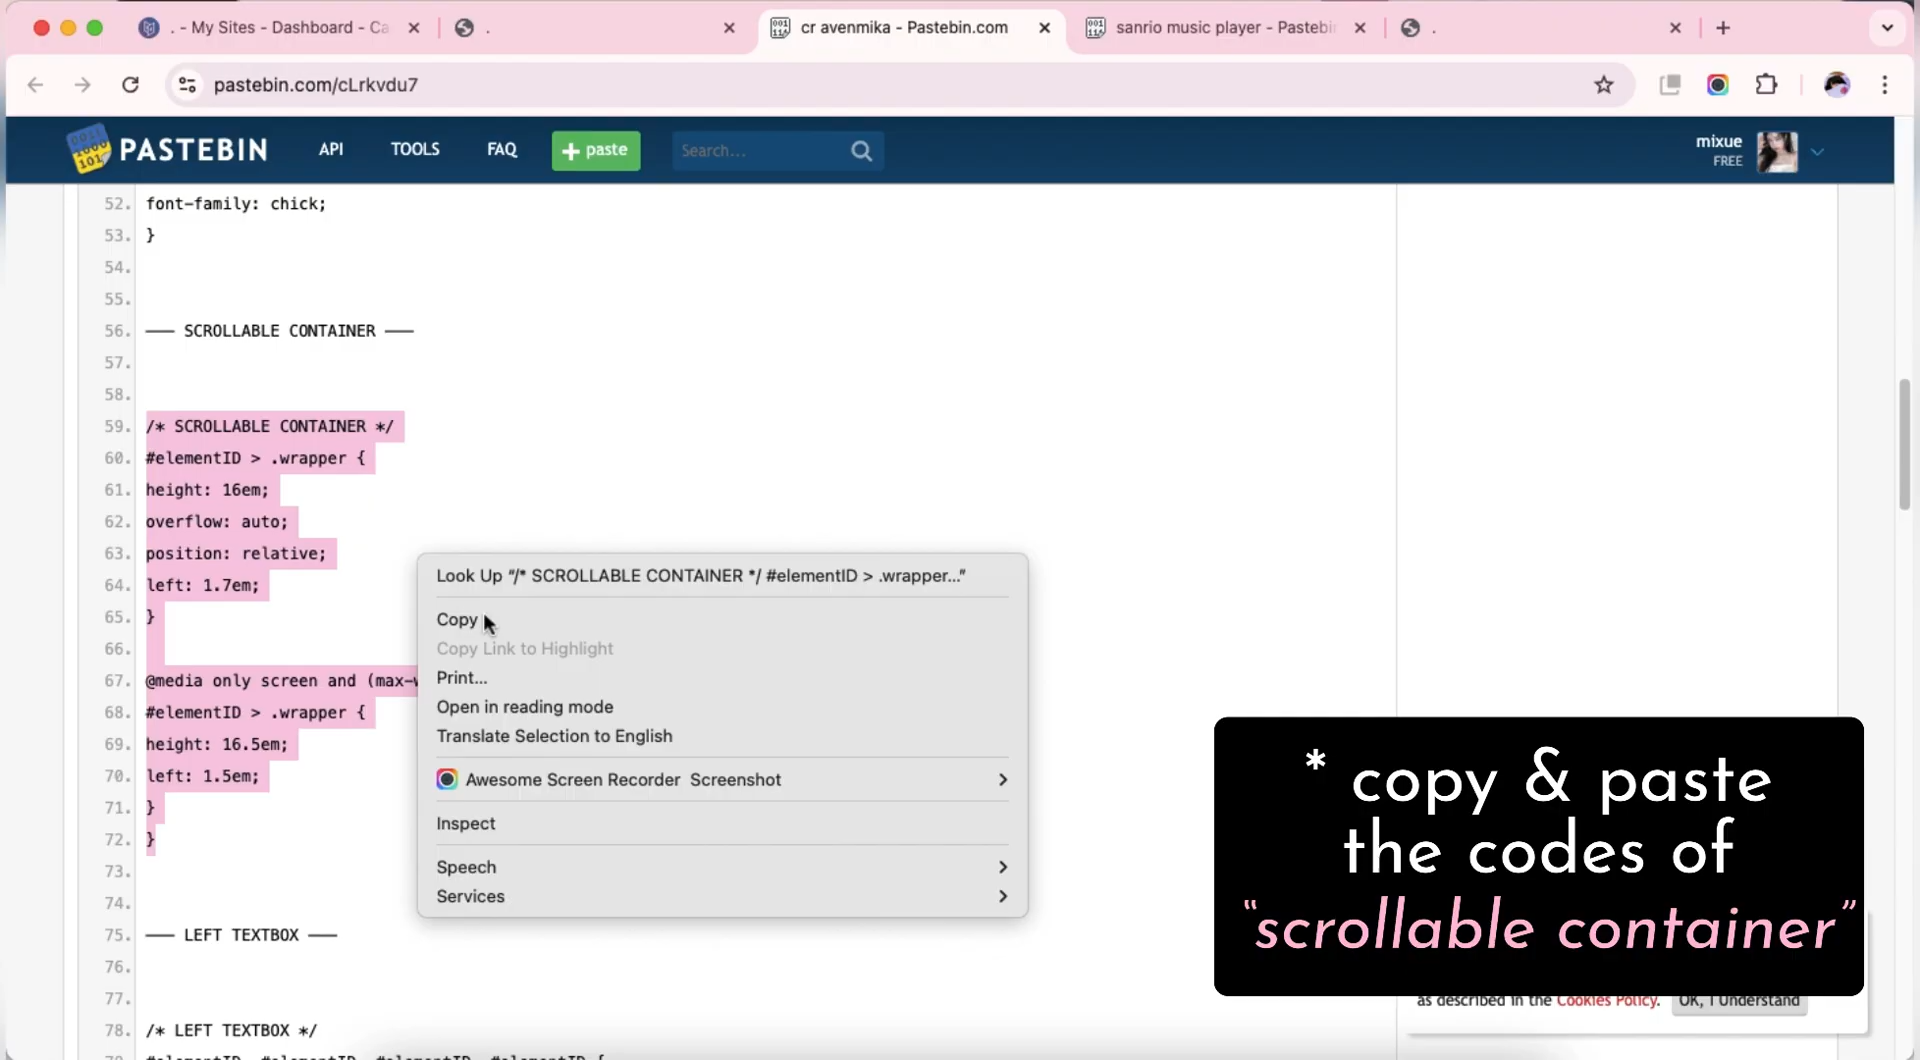 . - My Sites - Dashboard - Ca
.
cr avenmika - Pastebin.com
sanrio music player - Pastebi
.
pastebin.com/cLrkvdu7
PASTEBIN
API
TOOLS
FAQ
+ paste
Search...
mixue
FREE
52. font-family: chick;
53. }
54.
55.
56. —— SCROLLABLE CONTAINER ——
57.
58.
59. /* SCROLLABLE CONTAINER */
60. #elementID > .wrapper {
61. height: 16em;
62. overflow: auto;
63. position: relative;
64. left: 1.7em;
65. }
66.
67. @media only screen and (max-w
68. #elementID > .wrapper {
69. height: 16.5em;
70. left: 1.5em;
71. }
72. }
73.
74.
75. —— LEFT TEXTBOX ——
76.
77.
78. /* LEFT TEXTBOX */
Look Up “/* SCROLLABLE CONTAINER */ #elementID > .wrapper...”
Copy
Copy Link to Highlight
Print...
Open in reading mode
Translate Selection to English
Awesome Screen Recorder Screenshot
Inspect
Speech
Services
* copy & paste
the codes of
“scrollable container”
as described in the Cookies Policy. OK, I Understand